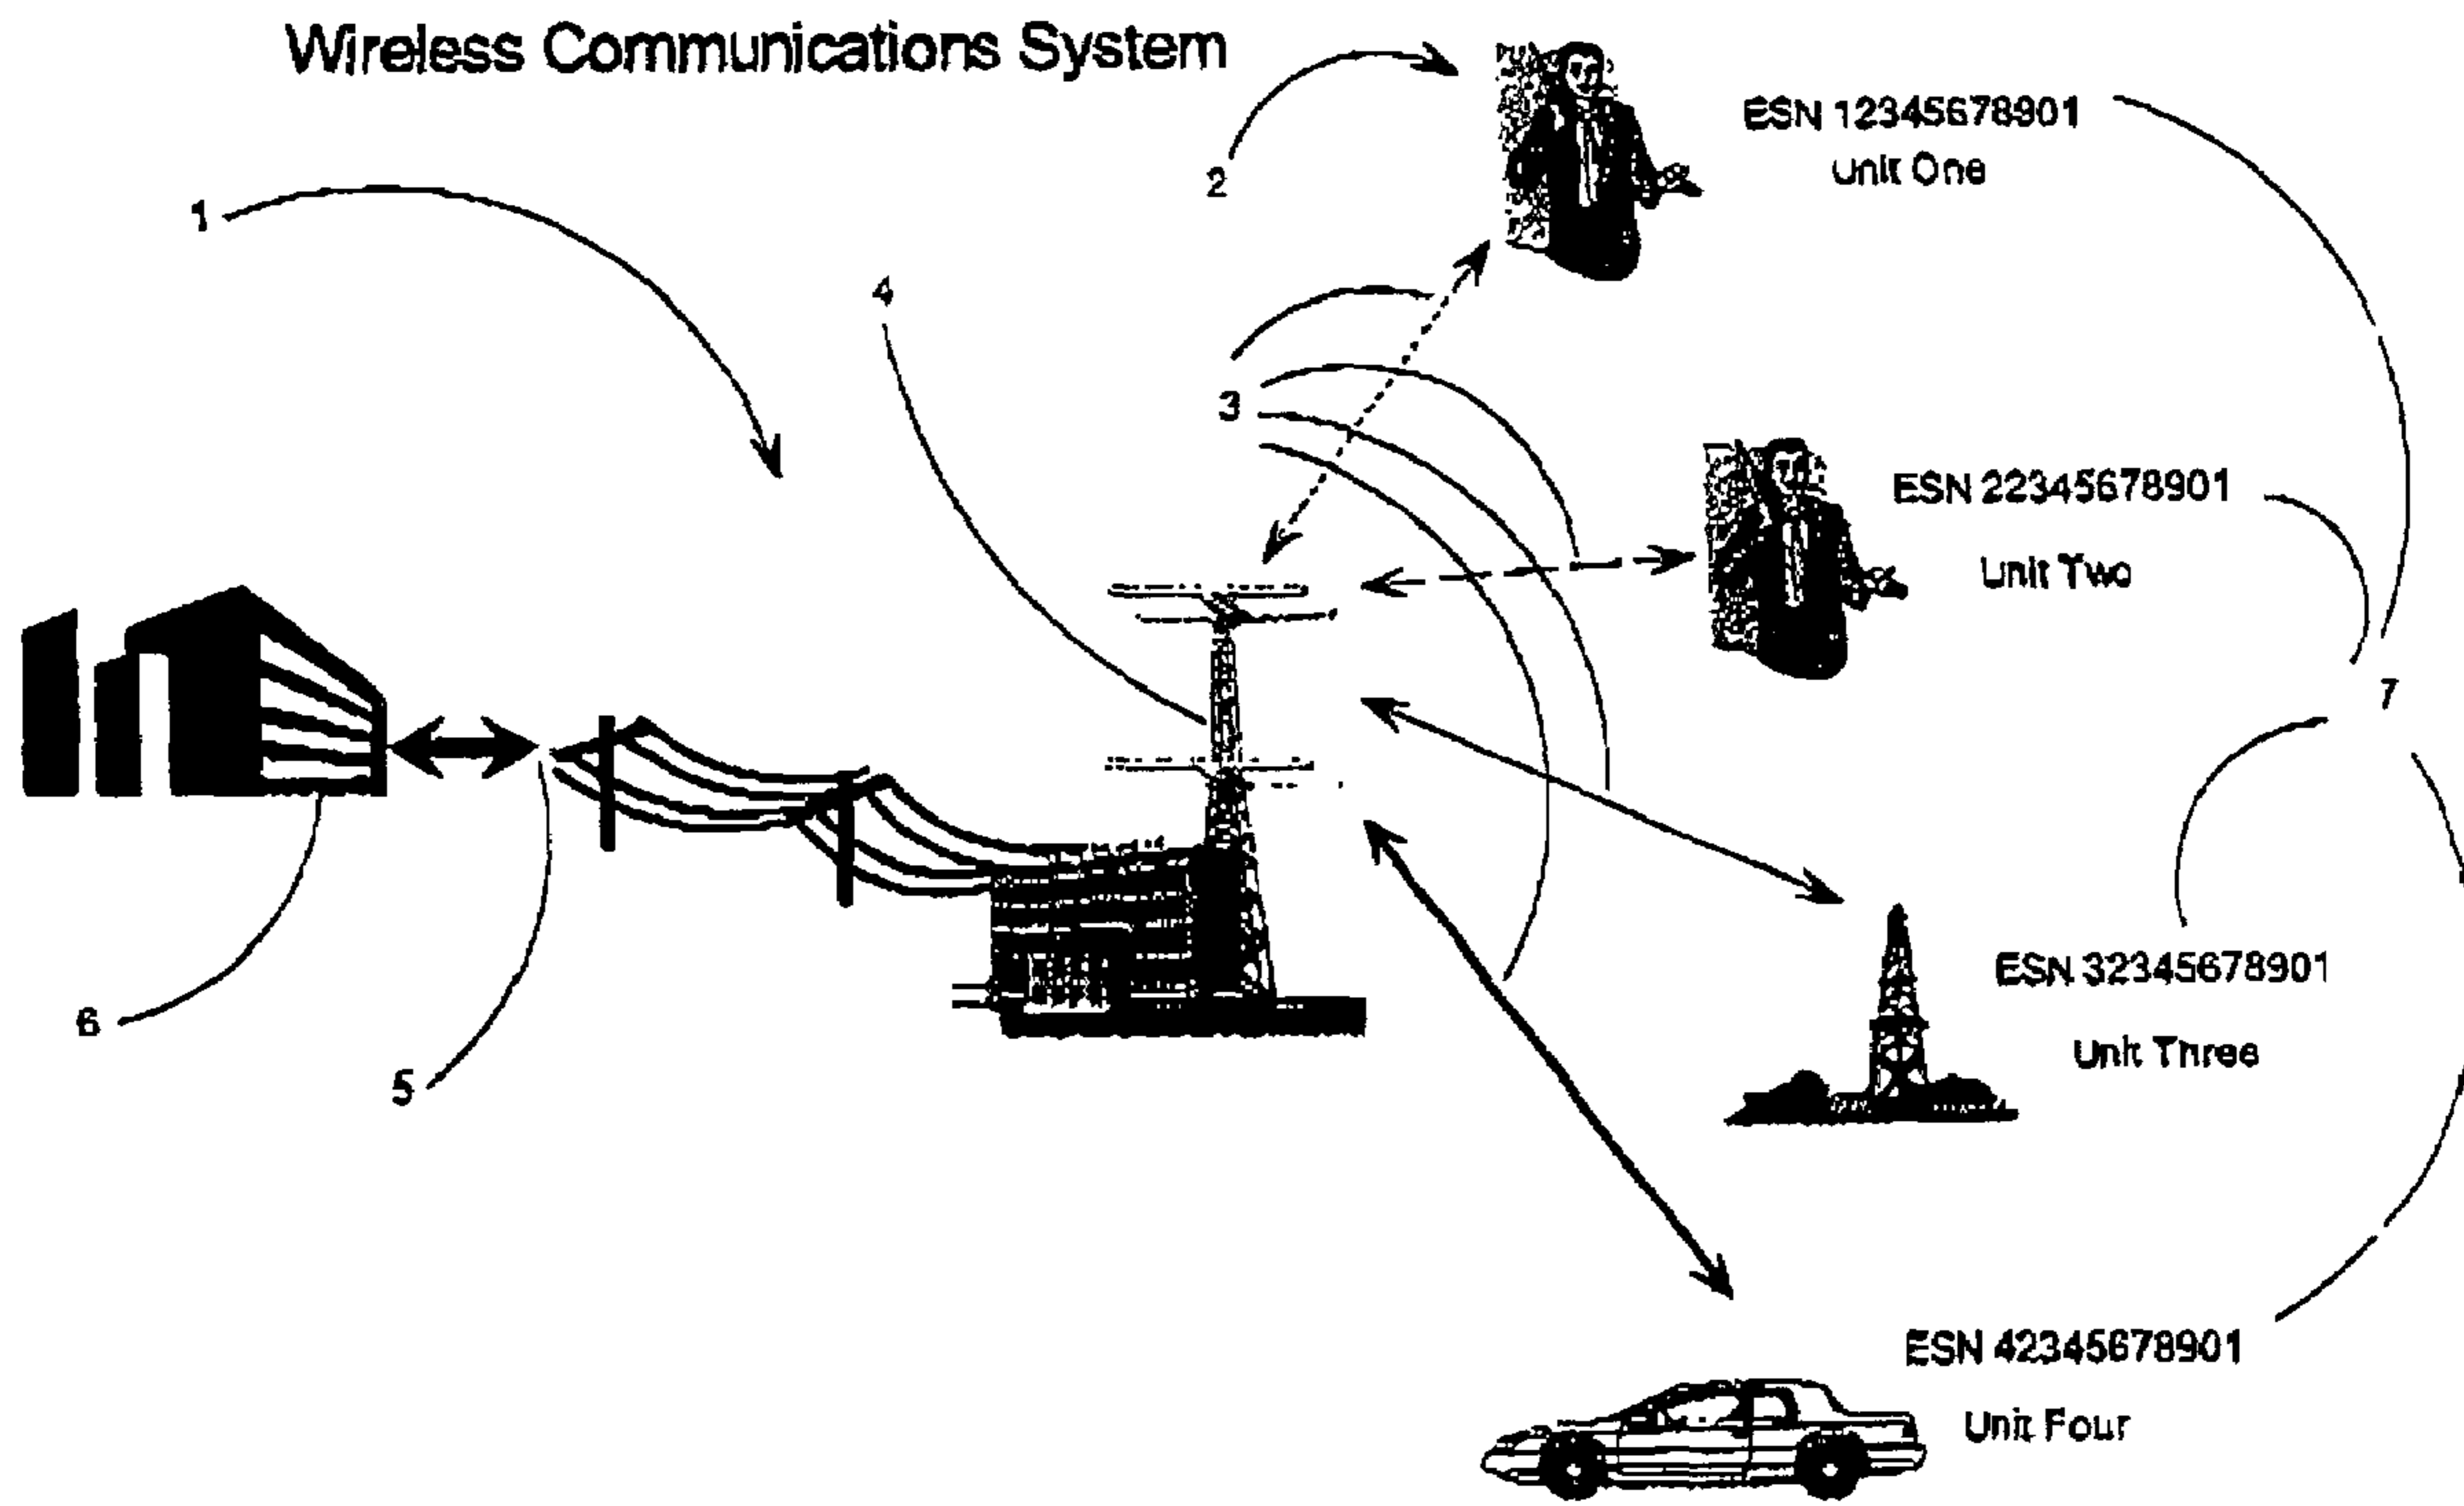 Wireless Communications System
2
ESN 12345678901
Unit One
1
4
3
ESN 22345678901
Unit Two
7
ESN 32345678901
Unit Three
6
5
ESN 42345678901
Unit Four